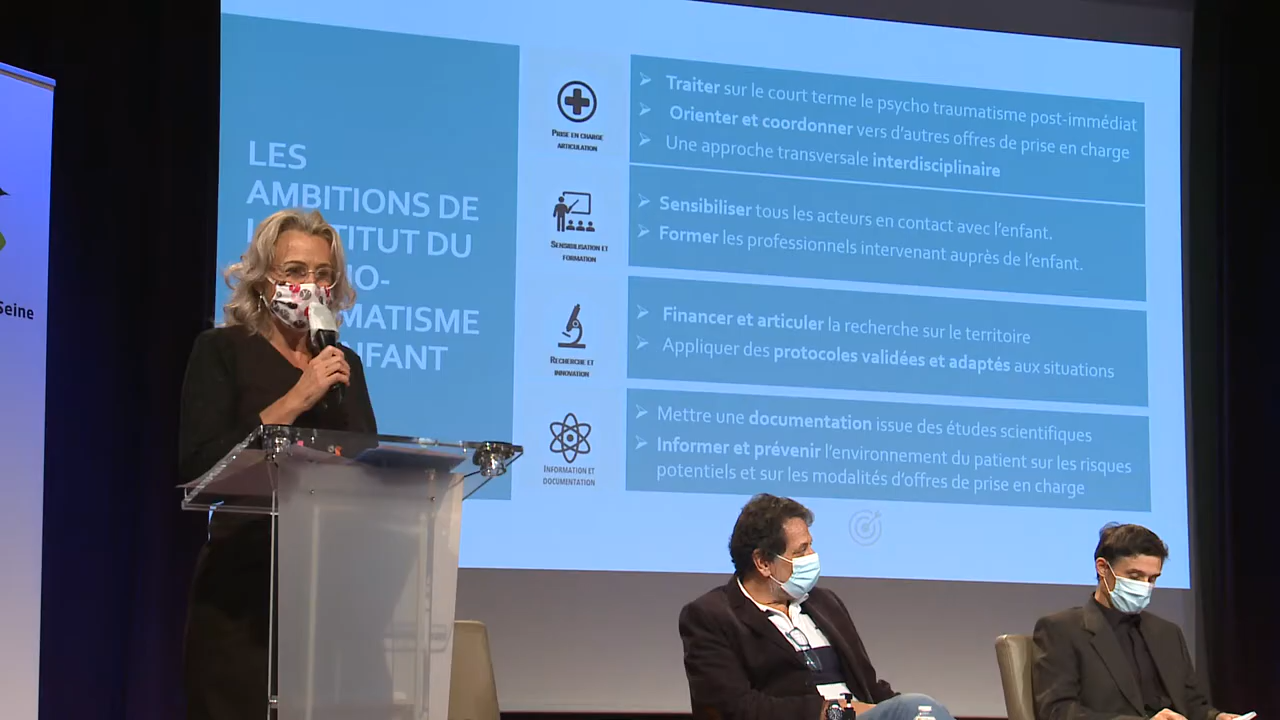 LES
AMBITIONS DE
TITUT DU
MATISME
NFANT
PRISE EN CHARGE
ARTICULATION
Traiter sur le court terme le psycho traumatisme post-immédiat
Orienter et coordonner vers d'autres offres de prise en charge
Une approche transversale interdisciplinaire
SENSIBILISATION ET
FORMATION
Sensibiliser tous les acteurs en contact avec l'enfant.
Former les professionnels intervenant auprès de l'enfant.
RECHERCHE ET
INNOVATION
Financer et articuler la recherche sur le territoire
Appliquer des protocoles validées et adaptés aux situations
INFORMATION ET
DOCUMENTATION
Mettre une documentation issue des études scientifiques
Informer et prévenir l'environnement du patient sur les risques
potentiels et sur les modalités d'offres de prise en charge
Seine